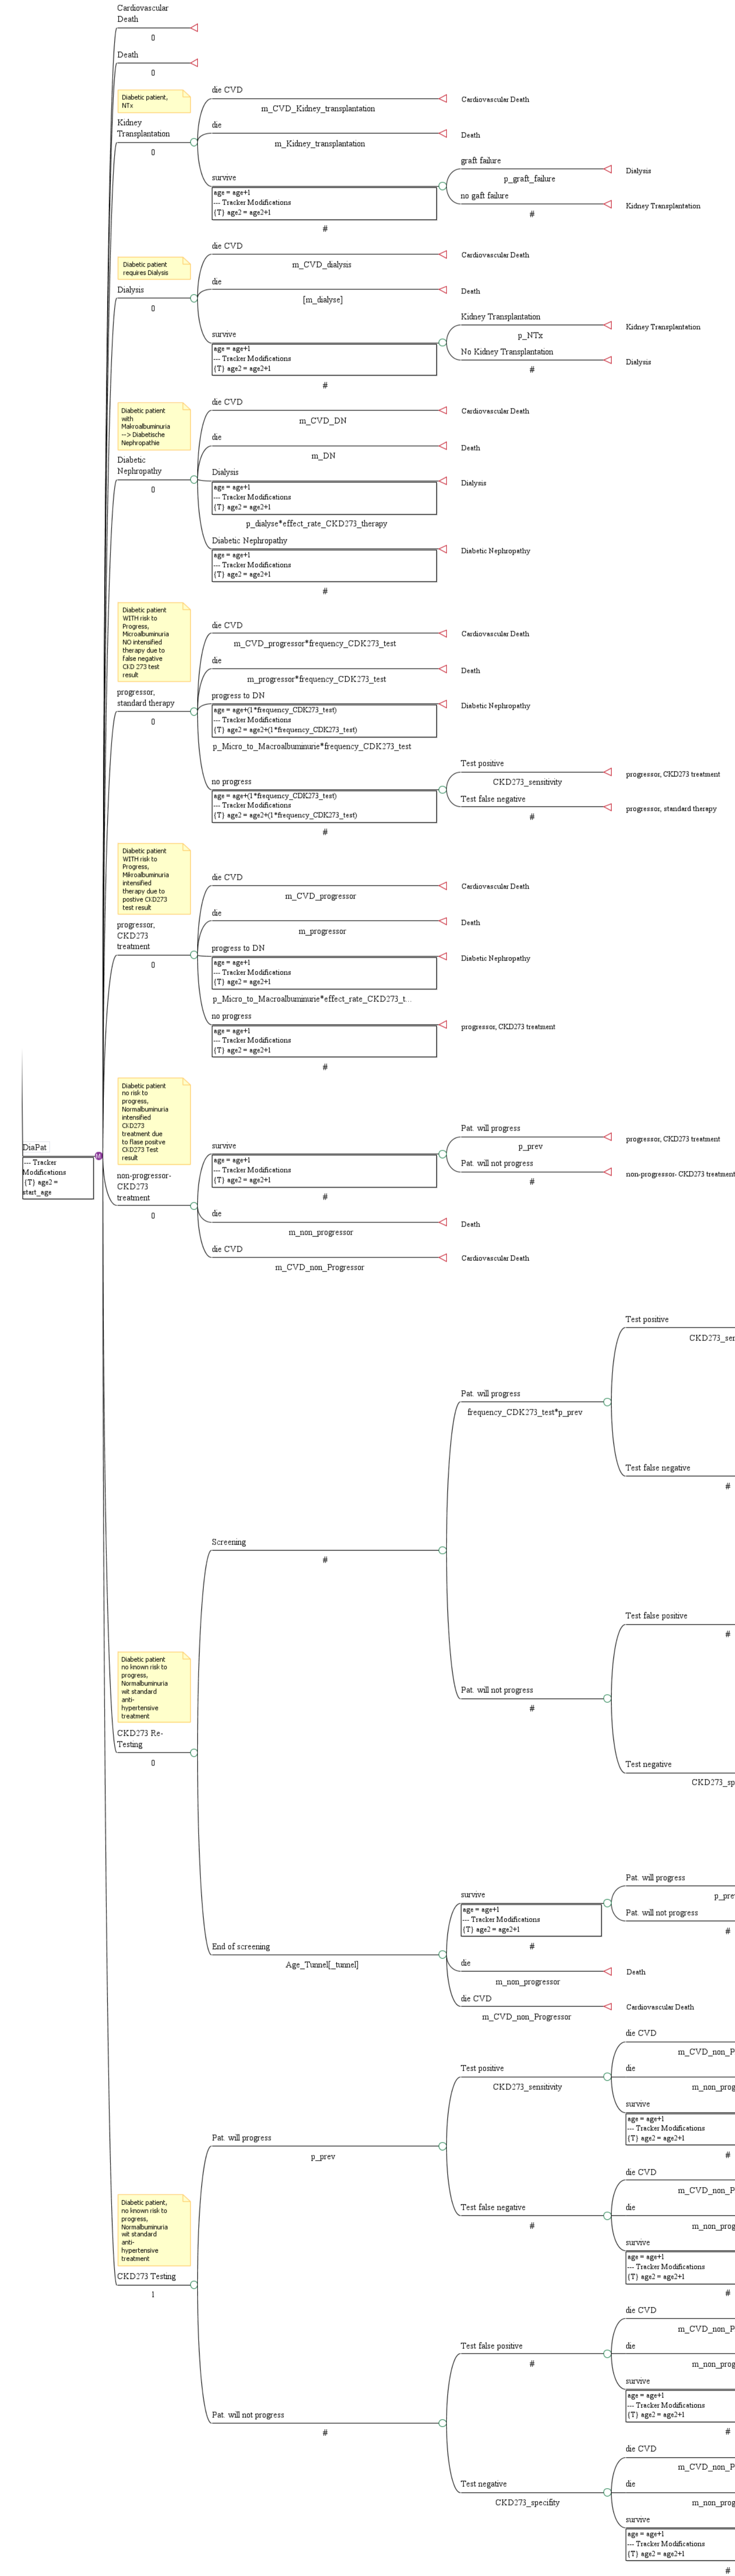 Cardiovascular
Death
0
Death
0
Diabetic patient,
NTx
Kidney
Transplantation
0
die CVD
m_CVD_Kidney_transplantation
Cardiovascular Death
die
m_Kidney_transplantation
Death
survive
age = age+1
--- Tracker Modifications
{T} age2 = age2+1
#
graft failure
p_graft_failure
Dialysis
no gaft failure
#
Kidney Transplantation
Diabetic patient
requires Dialysis
Dialysis
0
die CVD
m_CVD_dialysis
Cardiovascular Death
die
[m_dialyse]
Death
survive
age = age+1
--- Tracker Modifications
{T} age2 = age2+1
#
Kidney Transplantation
p_NTx
Kidney Transplantation
No Kidney Transplantation
#
Dialysis
Diabetic patient
with
Makroalbuminuria
--> Diabetische
Nephropathie
Diabetic
Nephropathy
0
die CVD
m_CVD_DN
Cardiovascular Death
die
m_DN
Death
Dialysis
age = age+1
--- Tracker Modifications
{T} age2 = age2+1
p_dialyse*effect_rate_CKD273_therapy
Dialysis
Diabetic Nephropathy
age = age+1
--- Tracker Modifications
{T} age2 = age2+1
#
Diabetic Nephropathy
Diabetic patient
WITH risk to
Progress,
Microalbuminuria
NO intensified
therapy due to
false negative
CKD 273 test
result
progressor,
standard therapy
0
die CVD
m_CVD_progressor*frequency_CDK273_test
Cardiovascular Death
die
m_progressor*frequency_CDK273_test
Death
progress to DN
age = age+(1*frequency_CDK273_test)
--- Tracker Modifications
{T} age2 = age2+(1*frequency_CDK273_test)
p_Micro_to_Macroalbuminurie*frequency_CDK273_test
Diabetic Nephropathy
no progress
age = age+(1*frequency_CDK273_test)
--- Tracker Modifications
{T} age2 = age2+(1*frequency_CDK273_test)
#
Test positive
CKD273_sensitivity
progressor, CKD273 treatment
Test false negative
#
progressor, standard therapy
Diabetic patient
WITH risk to
Progress,
Mikroalbuminuria
intensified
therapy due to
postive CKD273
test result
progressor,
CKD273
treatment
0
die CVD
m_CVD_progressor
Cardiovascular Death
die
m_progressor
Death
progress to DN
age = age+1
--- Tracker Modifications
{T} age2 = age2+1
p_Micro_to_Macroalbuminurie*effect_rate_CKD273_t...
Diabetic Nephropathy
no progress
age = age+1
--- Tracker Modifications
{T} age2 = age2+1
#
progressor, CKD273 treatment
DiaPat
--- Tracker
Modifications
{T} age2 =
start_age
M
Diabetic patient
no risk to
progress,
Normalbuminuria
intensified
CKD273
treatment due
to flase positve
CKD273 Test
result
non-progressor-
CKD273
treatment
0
survive
age = age+1
--- Tracker Modifications
{T} age2 = age2+1
#
Pat. will progress
p_prev
progressor, CKD273 treatment
Pat. will not progress
#
non-progressor- CKD273 treatment
die
m_non_progressor
Death
die CVD
m_CVD_non_Progressor
Cardiovascular Death
Diabetic patient
no known risk to
progress,
Normalbuminuria
wit standard
anti-
hypertensive
treatment
CKD273 Re-
Testing
0
Screening
#
Pat. will progress
frequency_CDK273_test*p_prev
Test positive
CKD273_ser
Test false negative
#
Pat. will not progress
#
Test false positive
#
Test negative
CKD273_sp
End of screening
Age_Tunnel[_tunnel]
survive
age = age+1
--- Tracker Modifications
{T} age2 = age2+1
#
Pat. will progress
p_prev
Pat. will not progress
#
die
m_non_progressor
Death
die CVD
m_CVD_non_Progressor
Cardiovascular Death
Diabetic patient,
no known risk to
progress,
Normalbuminuria
wit standard
anti-
hypertensive
treatment
CKD273 Testing
1
Pat. will progress
p_prev
Test positive
CKD273_sensitivity
die CVD
m_CVD_non_P
die
m_non_prog
survive
age = age+1
--- Tracker Modifications
{T} age2 = age2+1
#
Test false negative
#
die CVD
m_CVD_non_P
die
m_non_prog
survive
age = age+1
--- Tracker Modifications
{T} age2 = age2+1
#
Pat. will not progress
#
Test false positive
#
die CVD
m_CVD_non_P
die
m_non_prog
survive
age = age+1
--- Tracker Modifications
{T} age2 = age2+1
#
Test negative
CKD273_specifity
die CVD
m_CVD_non_P
die
m_non_prog
survive
age = age+1
--- Tracker Modifications
{T} age2 = age2+1
#